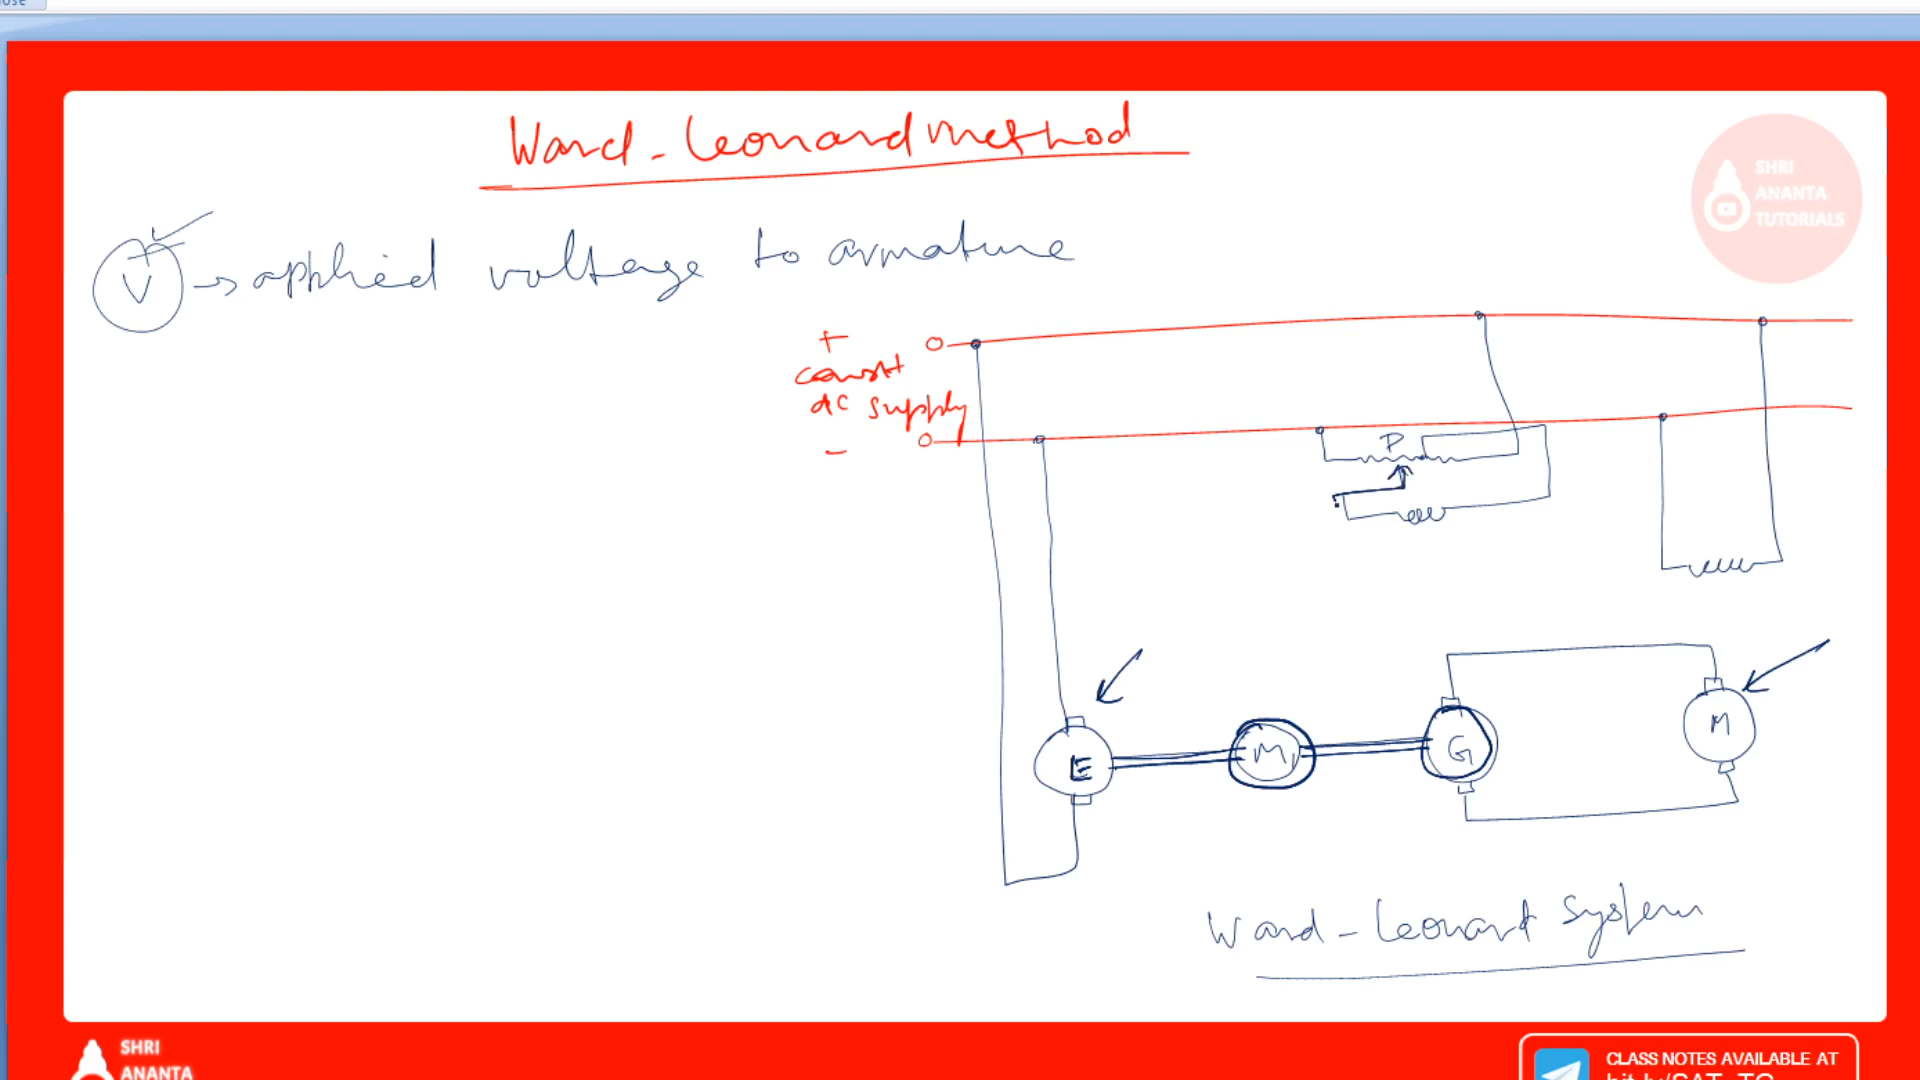 ose
Ward-Leonard method
SHRI
ANANTA
TUTORIALS
V → applied voltage to armature
+
const
dc supply
-
P
E
M1
G
M
Ward-Leonard system
SHRI
ANANTA
CLASS NOTES AVAILABLE AT